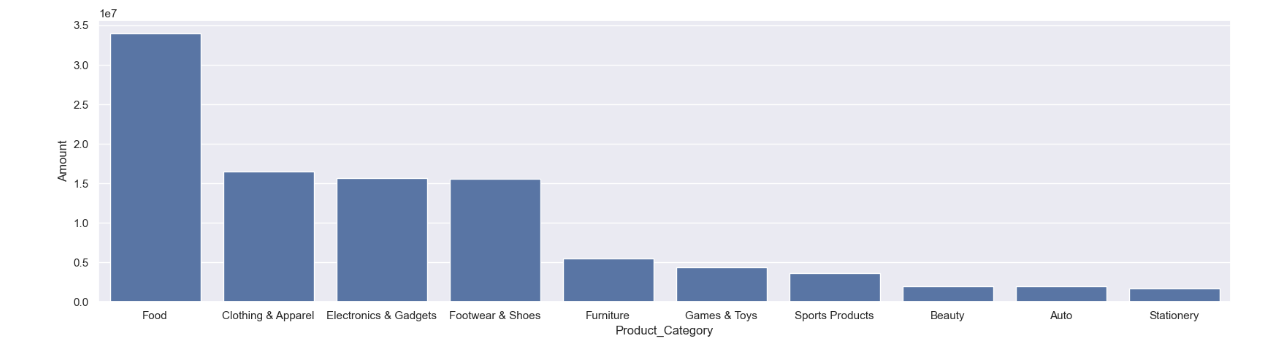 1e7
3.5
3.0
2.5
2.0
1.5
1.0
0.5
0.0
Amount
Food Clothing & Apparel Electronics & Gadgets Footwear & Shoes Furniture Games & Toys Sports Products Beauty Auto Stationery
Product_Category